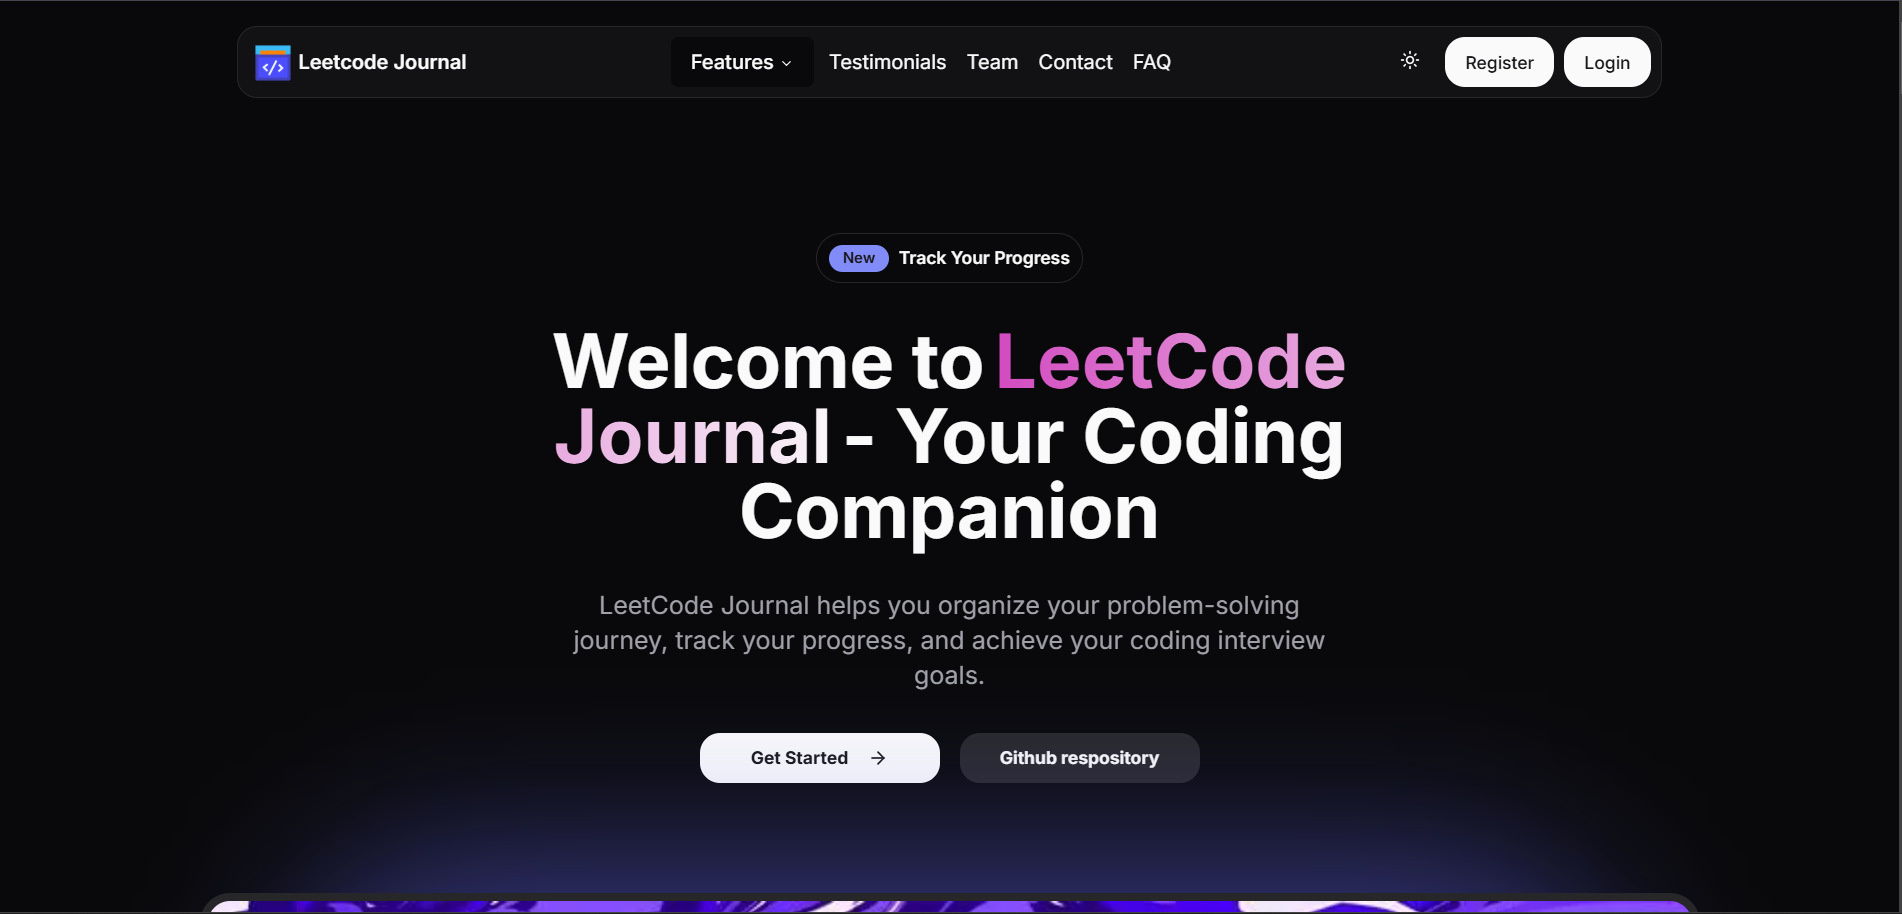 </> Leetcode Journal
Features Testimonials Team Contact FAQ
Register Login
New Track Your Progress
Welcome to LeetCode
Journal - Your Coding
Companion
LeetCode Journal helps you organize your problem-solving
journey, track your progress, and achieve your coding interview
goals.
Get Started →
Github respository